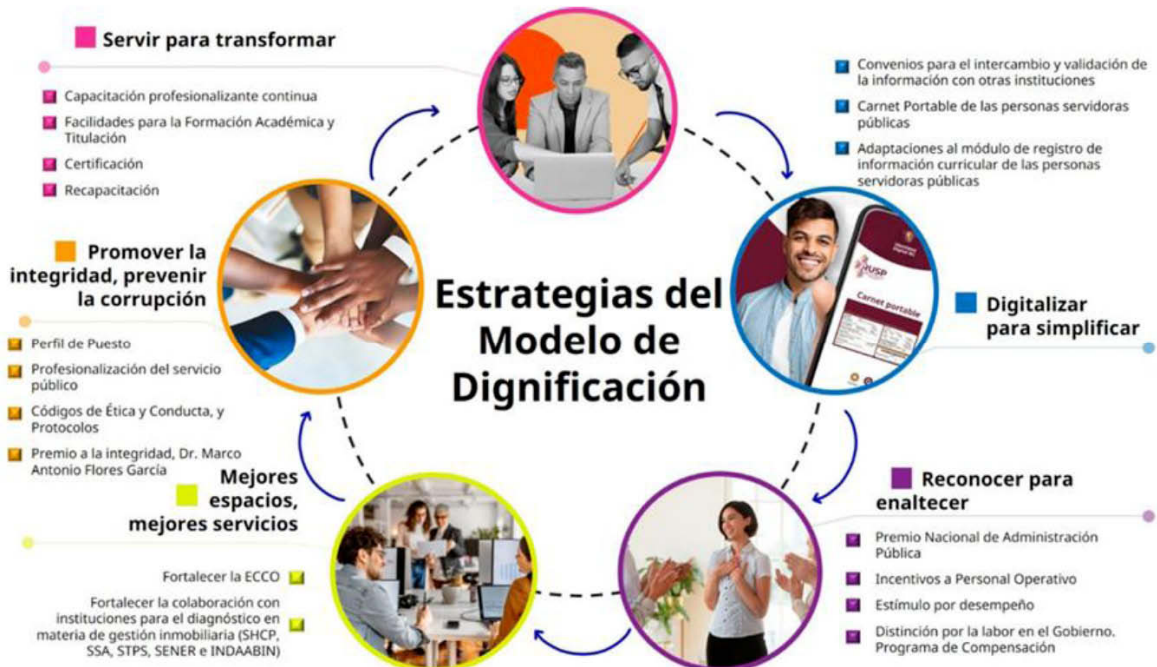 Servir para transformar
Capacitación profesionalizante continua
Facilidades para la Formación Académica y
Titulación
Certificación
Recapacitación
Convenios para el intercambio y validación de
la información con otras instituciones
Carnet Portable de las personas servidoras
públicas
Adaptaciones al módulo de registro de
información curricular de las personas
servidoras públicas
Promover la
integridad, prevenir
la corrupción
Perfil de Puesto
Profesionalización del servicio
público
Códigos de Ética y Conducta, y
Protocolos
Premio a la integridad, Dr. Marco
Antonio Flores García
Estrategias del
Modelo de
Dignificación
RUSP
Carnet portable
Digitalizar
para simplificar
Mejores
espacios,
mejores servicios
Fortalecer la ECCO
Fortalecer la colaboración con
instituciones para el diagnóstico en
materia de gestión inmobiliaria (SHCP,
SSA, STPS, SENER e INDAABIN)
Reconocer para
enaltecer
Premio Nacional de Administración
Pública
Incentivos a Personal Operativo
Estímulo por desempeño
Distinción por la labor en el Gobierno.
Programa de Compensación